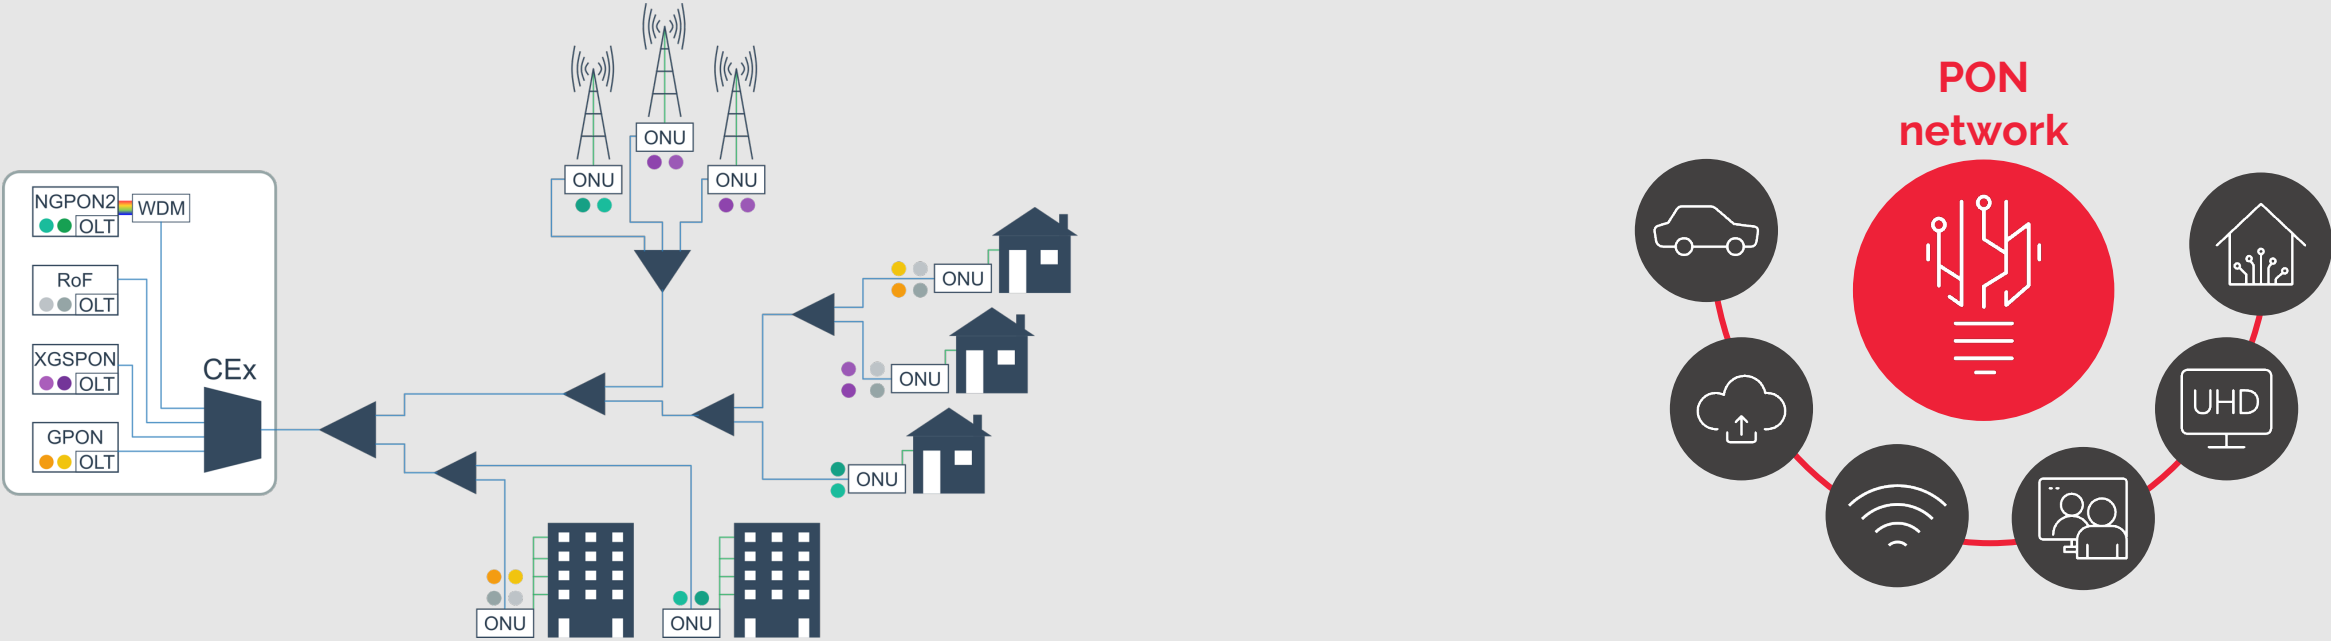 NGPON2
OLT
WDM
RoF
OLT
XGSPON
OLT
GPON
OLT
CEx
ONU
ONU
ONU
ONU
ONU
ONU
ONU
ONU
PON
network
UHD